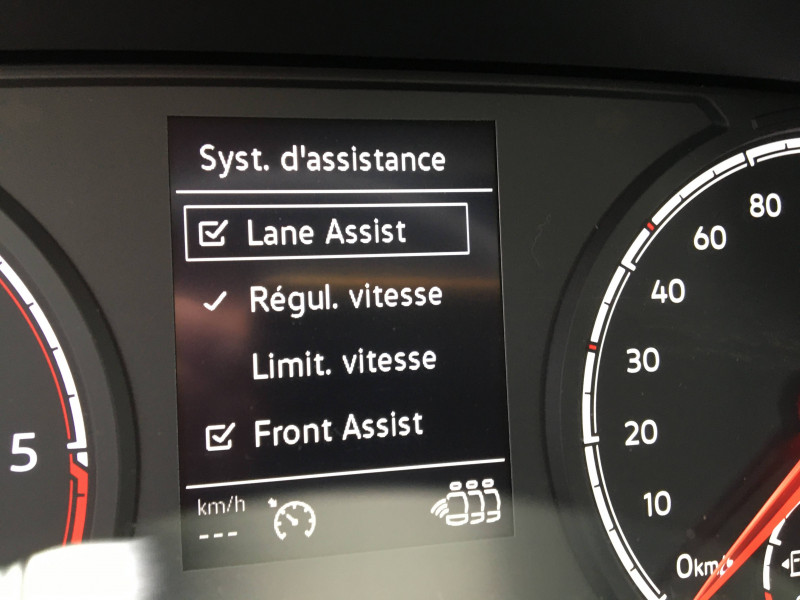 Syst. d'assistance
Lane Assist
Régul. vitesse
Limit. vitesse
Front Assist
km/h
---
5
80
60
40
30
20
10
0km/